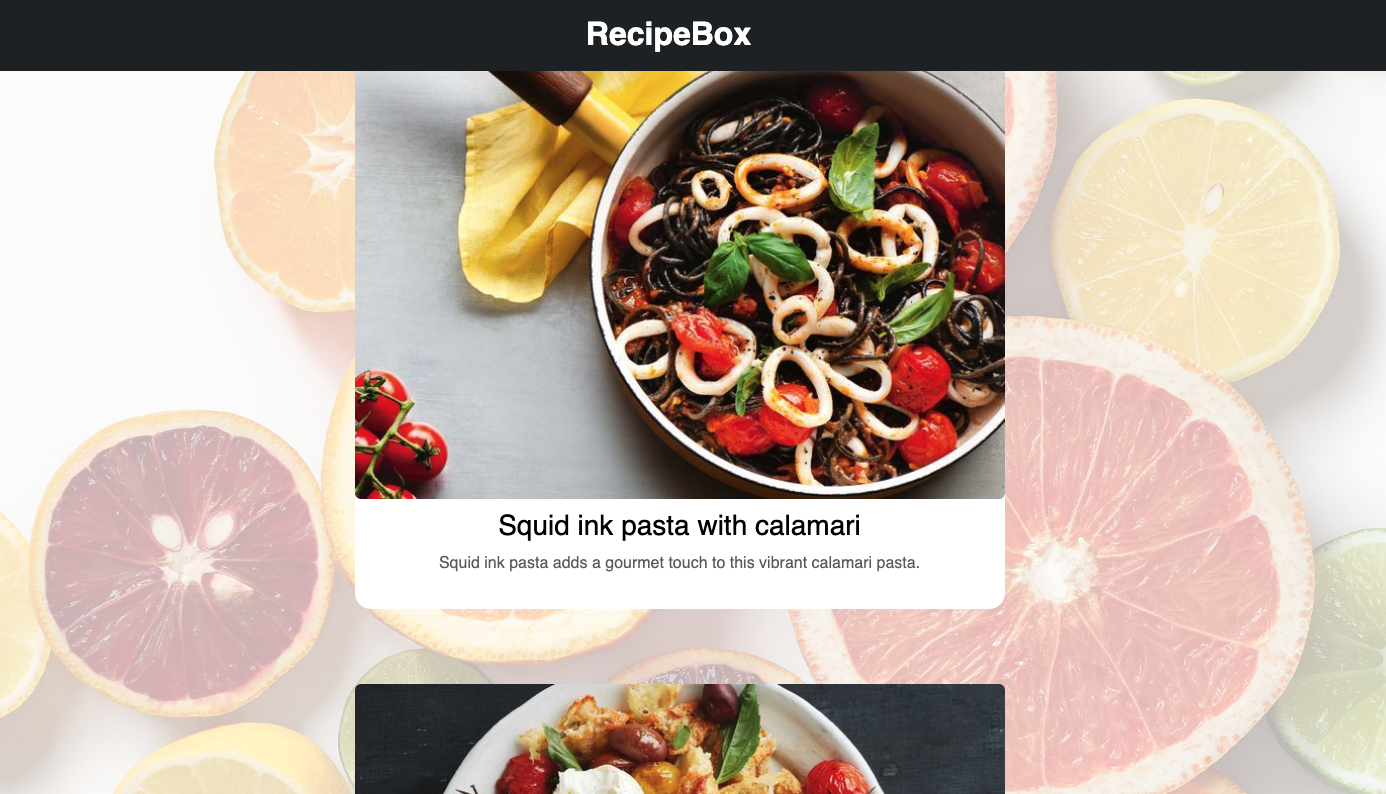 RecipeBox
Squid ink pasta with calamari
Squid ink pasta adds a gourmet touch to this vibrant calamari pasta.